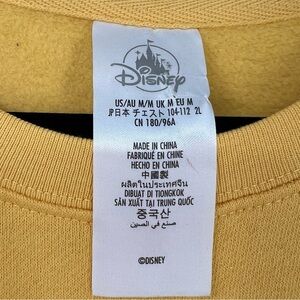 Disney
US/AU M/M UK M EU M
JP日本 チェスト 104-112 2L
CN 180/96A
MADE IN CHINA
FABRIQUÉ EN CHINE
HECHO EN CHINA
中國製
ผลิตในประเทศจีน
DIBUAT DI TIONGKOK
SẢN XUẤT TẠI TRUNG QUỐC
중국산
صنع في الصين
©DISNEY